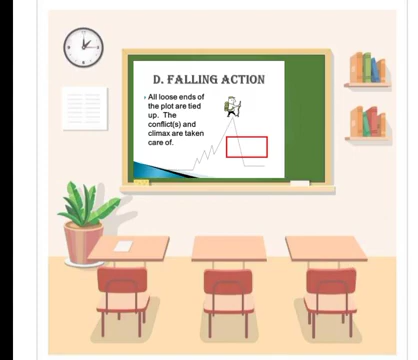 D. FALLING ACTION
All loose ends of
the plot are tied
up. The
conflict(s) and
climax are taken
care of.